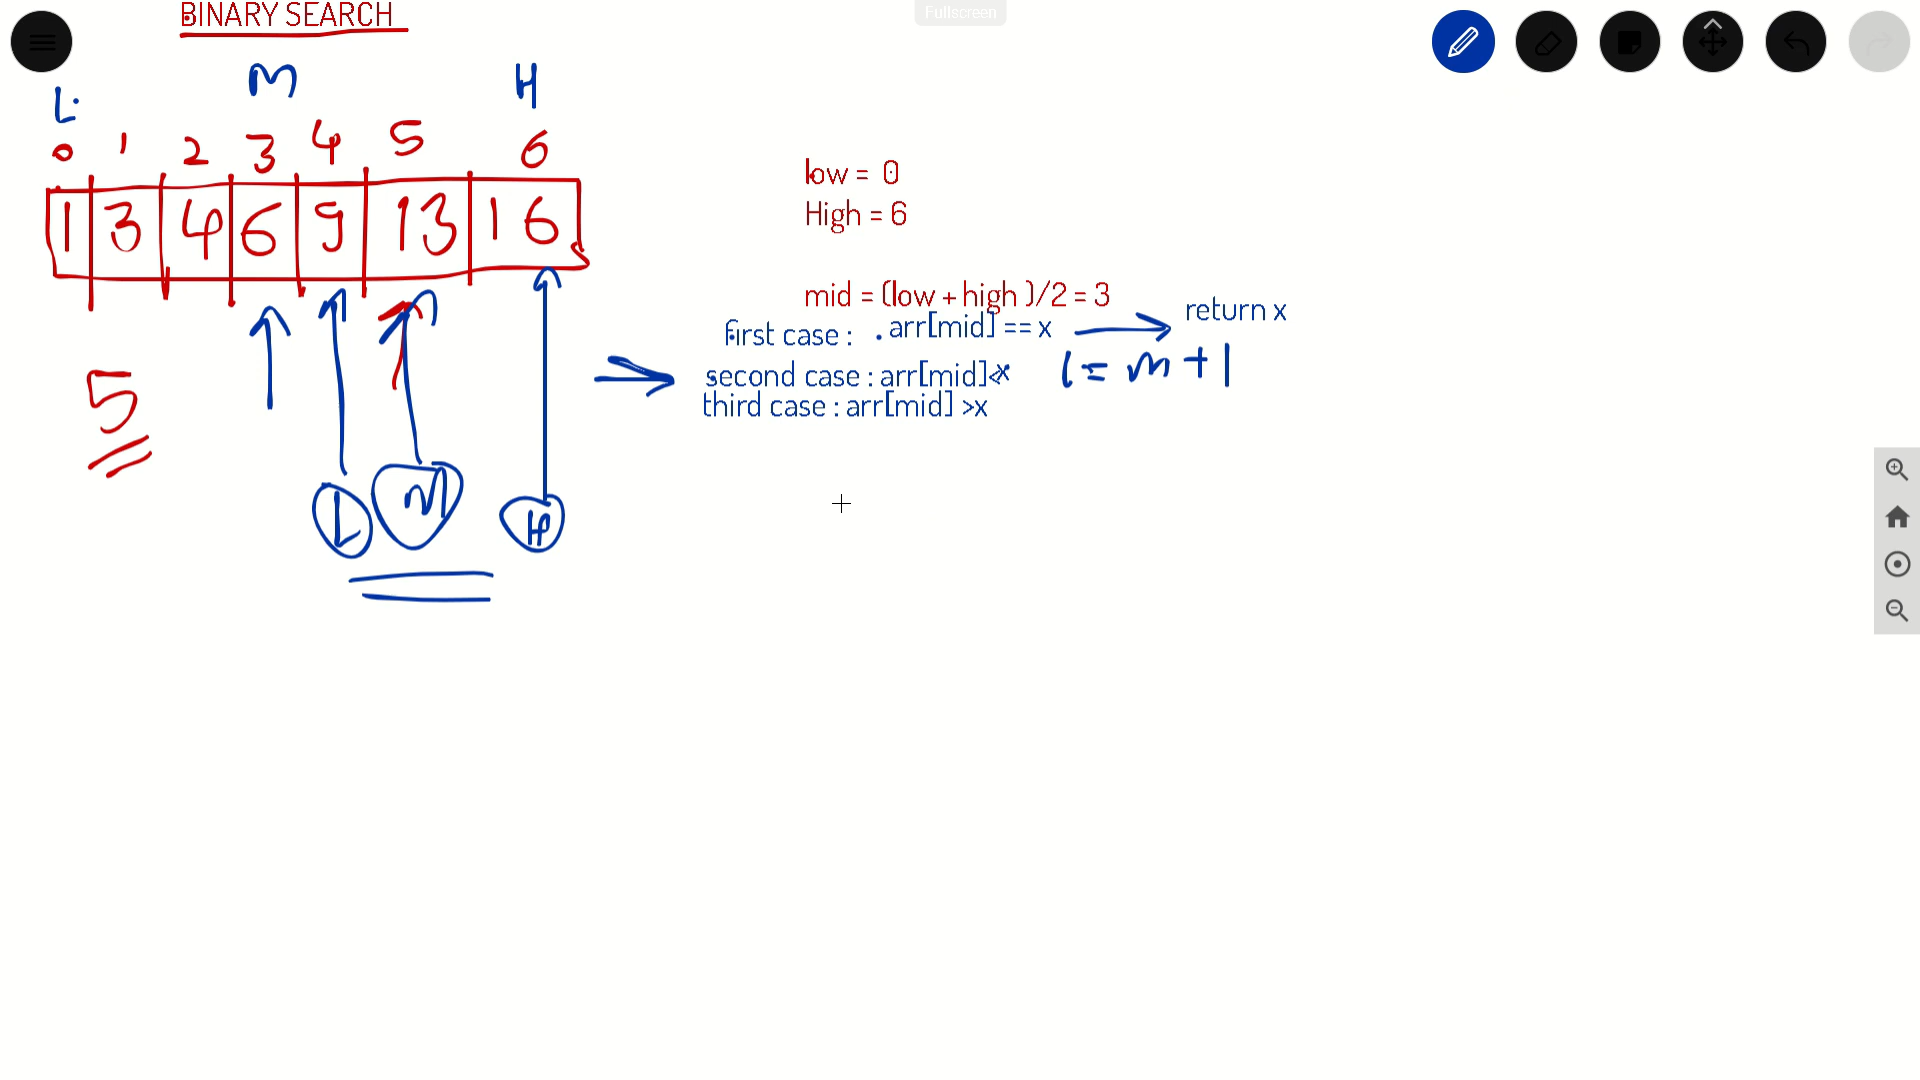 Fullscreen
BINARY SEARCH
L M H
0 1 2 3 4 5 6
1 3 4 6 9 13 16
5
L M H
low = 0
High = 6
mid = (low + high )/2 = 3
first case : . arr[mid] == x return x
second case : arr[mid]<x l = m + 1
third case : arr[mid] >x